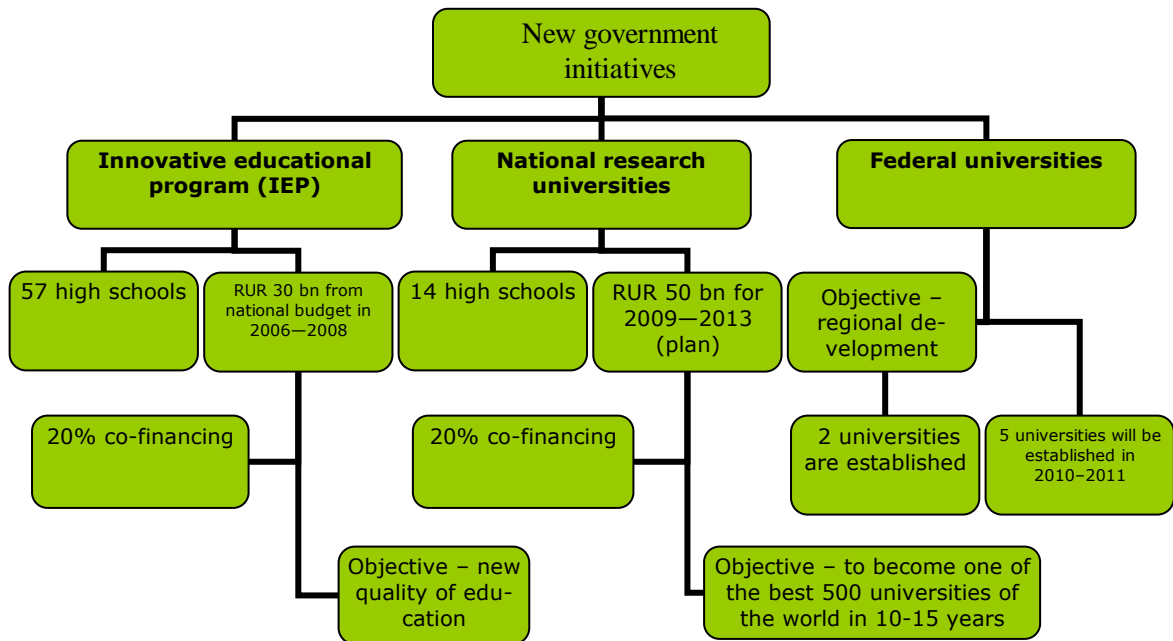 New government
initiatives
Innovative educational
program (IEP)
National research
universities
Federal universities
57 high schools
RUR 30 bn from
national budget in
2006—2008
14 high schools
RUR 50 bn for
2009—2013
(plan)
Objective –
regional de-
velopment
20% co-financing
20% co-financing
2 universities
are established
5 universities will be
established in
2010–2011
Objective – new
quality of edu-
cation
Objective – to become one of
the best 500 universities of
the world in 10-15 years